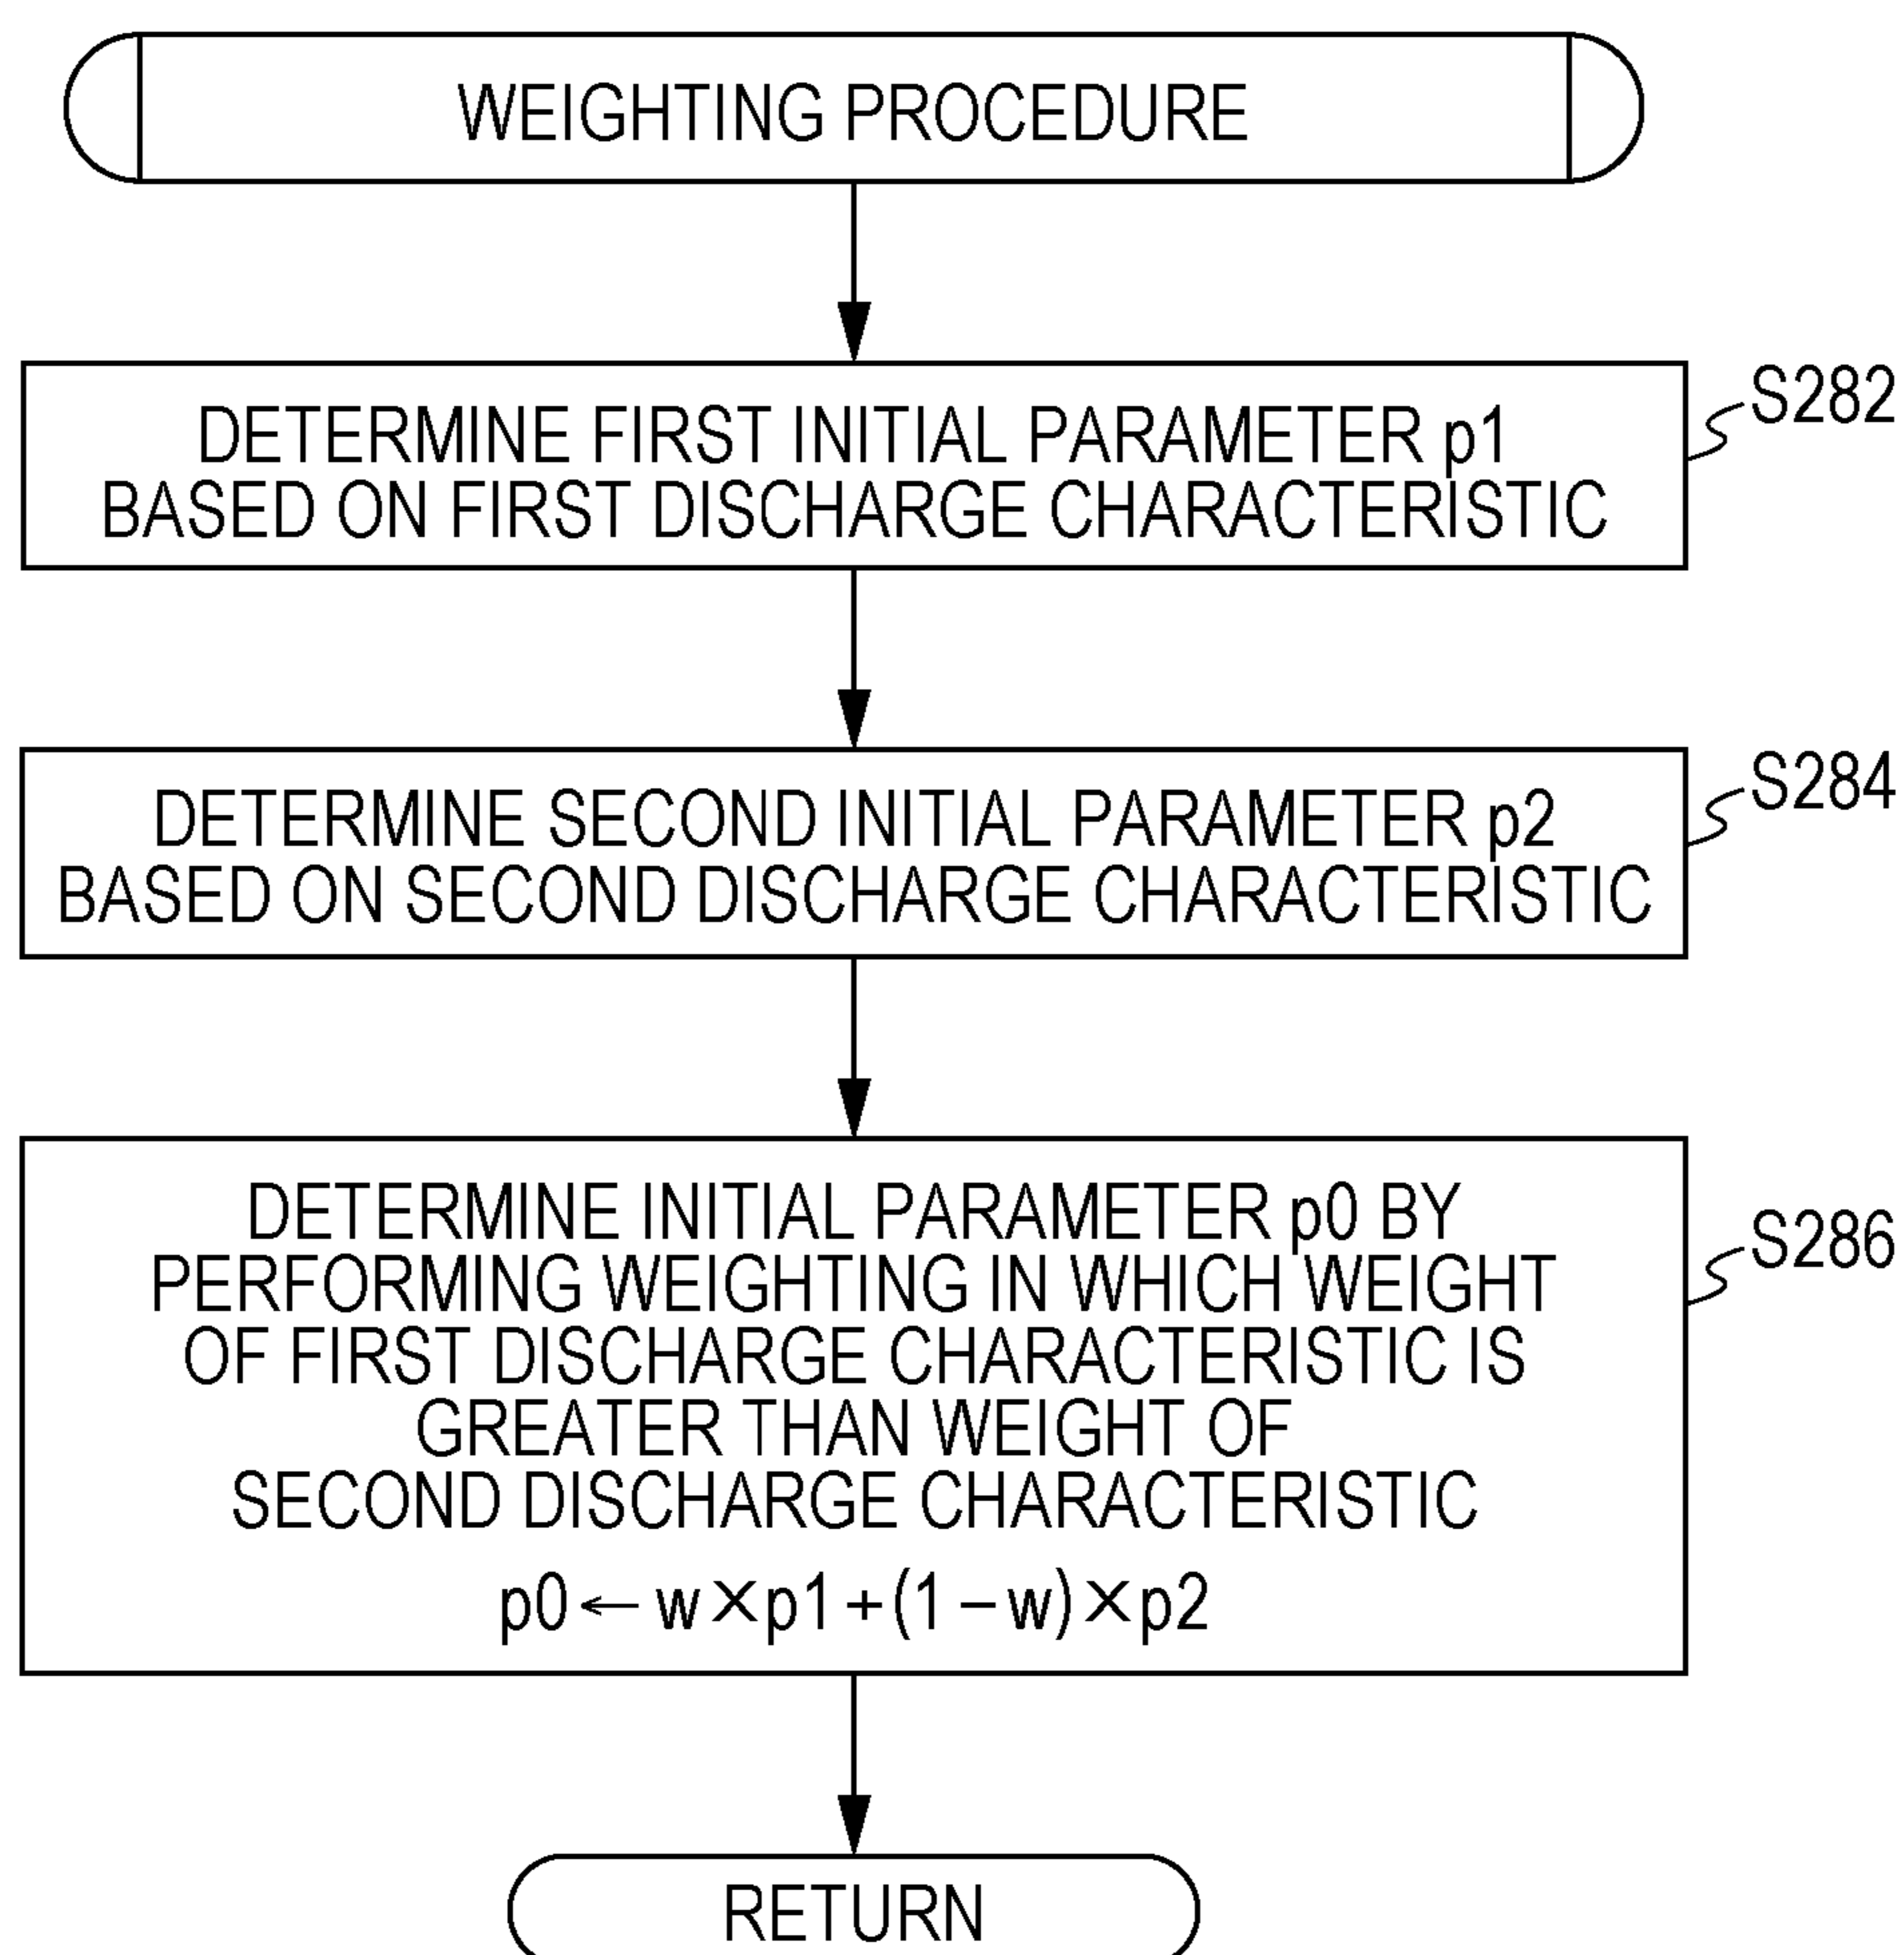 WEIGHTING PROCEDURE
S282
DETERMINE FIRST INITIAL PARAMETER p1
BASED ON FIRST DISCHARGE CHARACTERISTIC
S284
DETERMINE SECOND INITIAL PARAMETER p2
BASED ON SECOND DISCHARGE CHARACTERISTIC
S286
DETERMINE INITIAL PARAMETER p0 BY
PERFORMING WEIGHTING IN WHICH WEIGHT
OF FIRST DISCHARGE CHARACTERISTIC IS
GREATER THAN WEIGHT OF
SECOND DISCHARGE CHARACTERISTIC
p0 ← w × p1 + (1 − w) × p2
RETURN